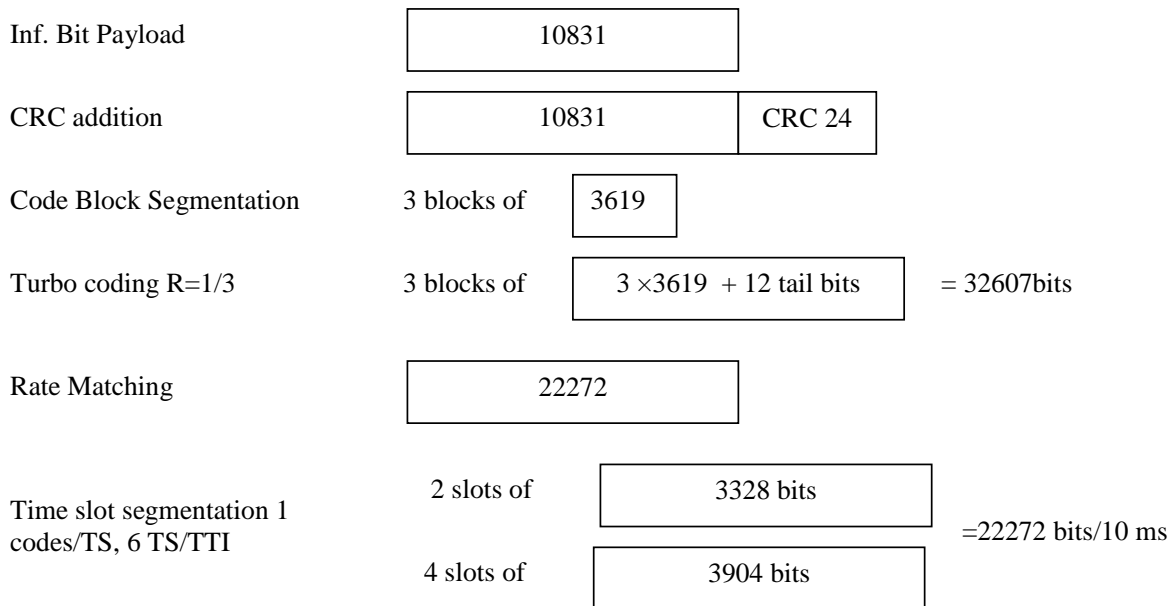 Inf. Bit Payload 10831
CRC addition 10831 CRC 24
Code Block Segmentation 3 blocks of 3619
Turbo coding R=1/3 3 blocks of 3 ×3619 + 12 tail bits = 32607bits
Rate Matching 22272
2 slots of 3328 bits
Time slot segmentation 1
codes/TS, 6 TS/TTI
=22272 bits/10 ms
4 slots of 3904 bits